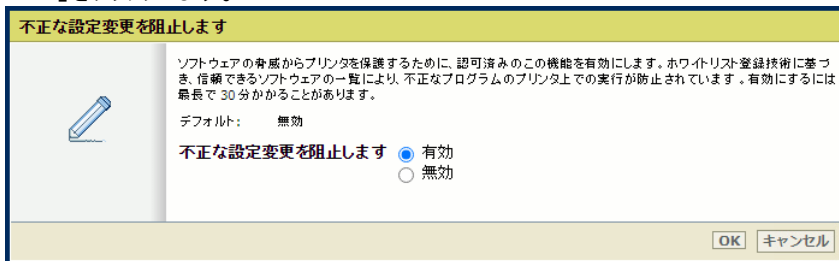 不正な設定変更を阻止します
ソフトウェアの脅威からプリンタを保護するために、認可済みのこの機能を有効にします。ホワイトリスト登録技術に基づ
き、信頼できるソフトウェアの一覧により、不正なプログラムのプリンタ上での実行が防止されています。有効にするには
最長で 30 分かかることがあります。
デフォルト: 無効
不正な設定変更を阻止します 有効
無効
OK キャンセル